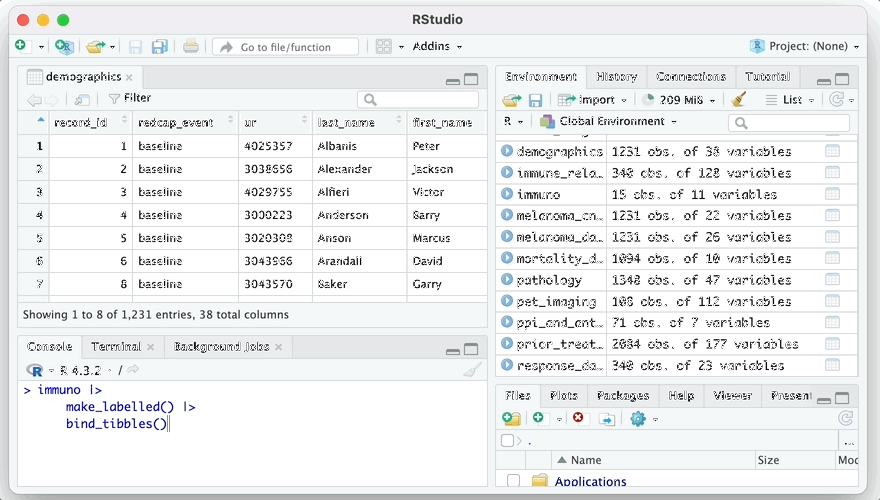 RStudio
Go to file/function
Addins
Project: (None)
demographics
Filter
record_id redcap_event ur last_name first_name
1 1 baseline 4025357 Albanis Peter
2 2 baseline 3038656 Alexander Jackson
3 3 baseline 4029755 Alfieri Victor
4 4 baseline 3000223 Anderson Barry
5 5 baseline 3020308 Anson Marcus
6 6 baseline 3043966 Arandall David
7 8 baseline 3043570 Baker Garry
Showing 1 to 8 of 1,231 entries, 38 total columns
Console Terminal Background Jobs
R 4.3.2 · /
> immuno |>
make_labelled() |>
bind_tibbles()
Environment History Connections Tutorial
Import 209 MiB List
R Global Environment
demographics 1231 obs. of 38 variables
immune_rela… 340 obs. of 128 variables
immuno 15 obs. of 11 variables
melanoma_cn… 1231 obs. of 22 variables
melanoma_da… 1231 obs. of 26 variables
mortality_d… 1094 obs. of 10 variables
pathology 1348 obs. of 47 variables
pet_imaging 108 obs. of 112 variables
ppi_and_ant… 71 obs. of 7 variables
prior_treat… 2084 obs. of 177 variables
response_da… 340 obs. of 23 variables
Files Plots Packages Help Viewer Present
...
Name Size Mod
Applications